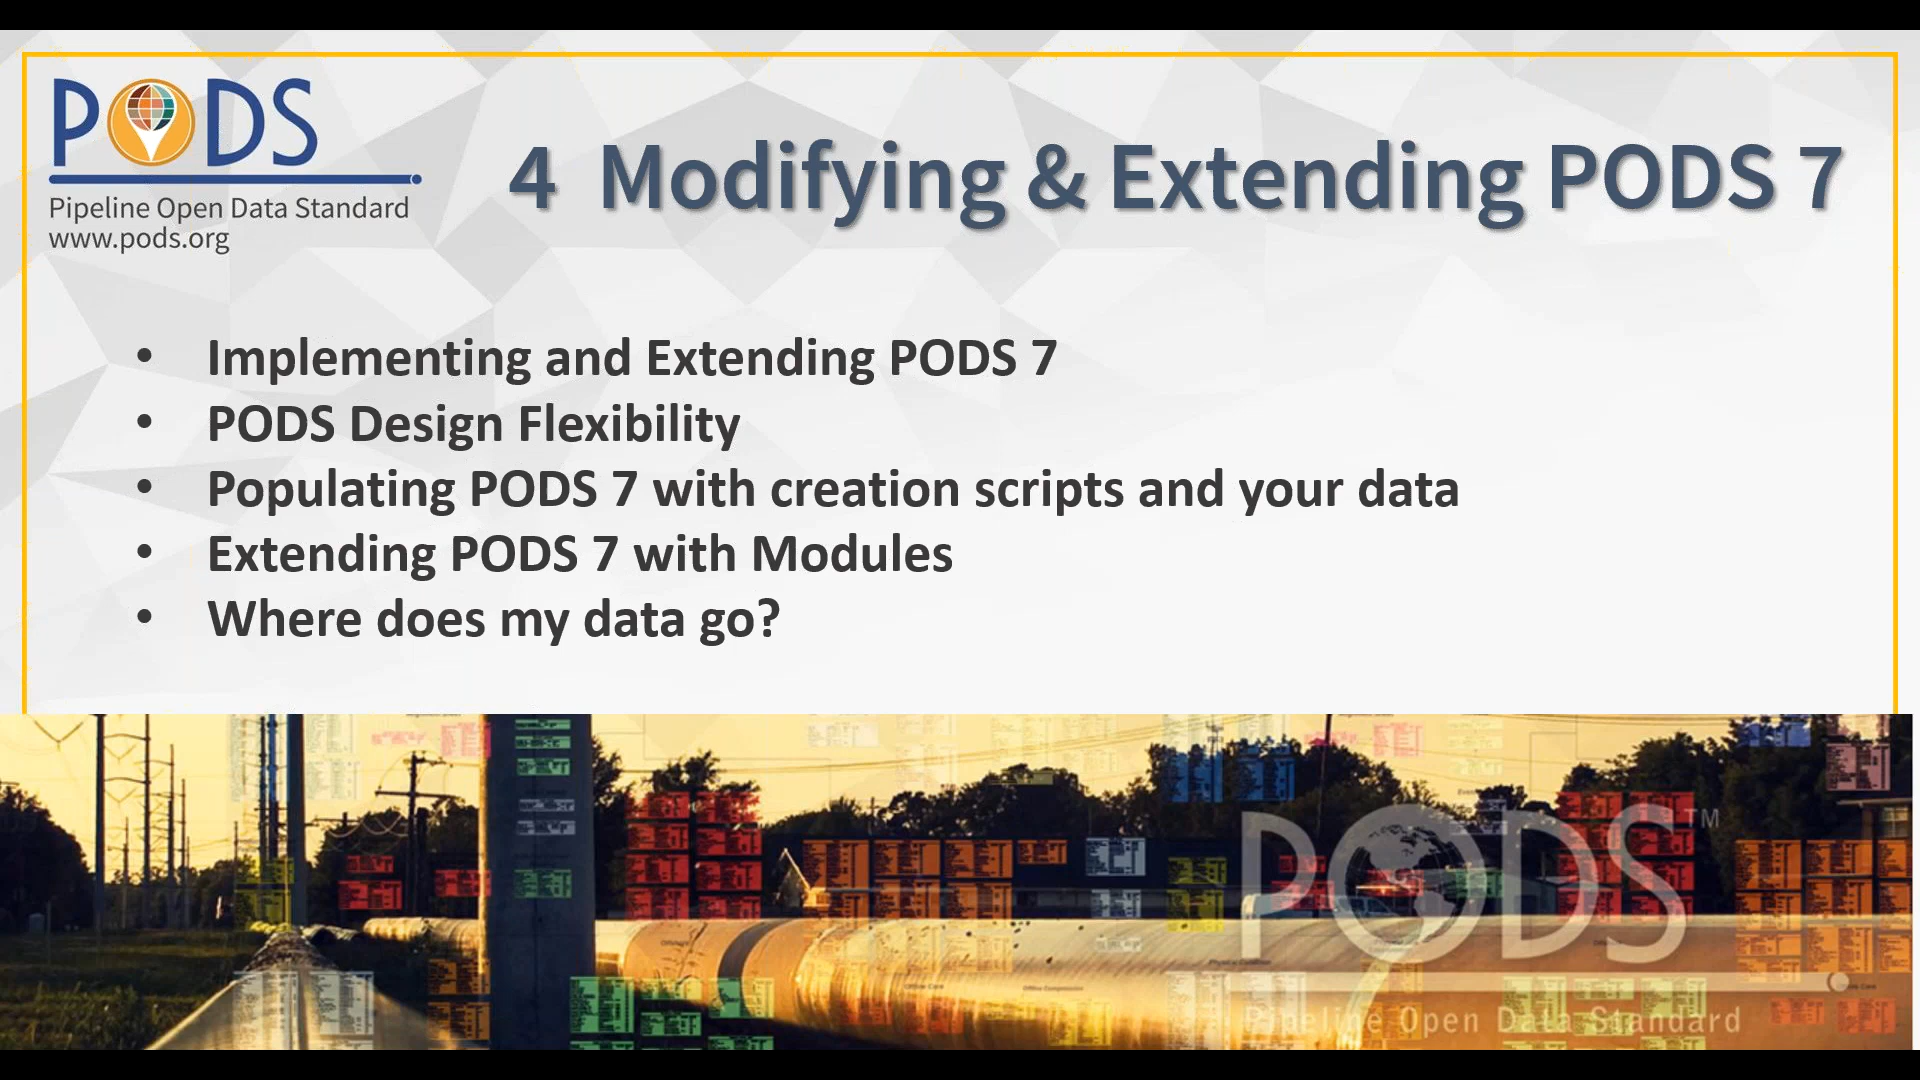 PODS
Pipeline Open Data Standard
www.pods.org
4 Modifying & Extending PODS 7
• Implementing and Extending PODS 7
• PODS Design Flexibility
• Populating PODS 7 with creation scripts and your data
• Extending PODS 7 with Modules
• Where does my data go?
PODS™
Pipeline Open Data Standard